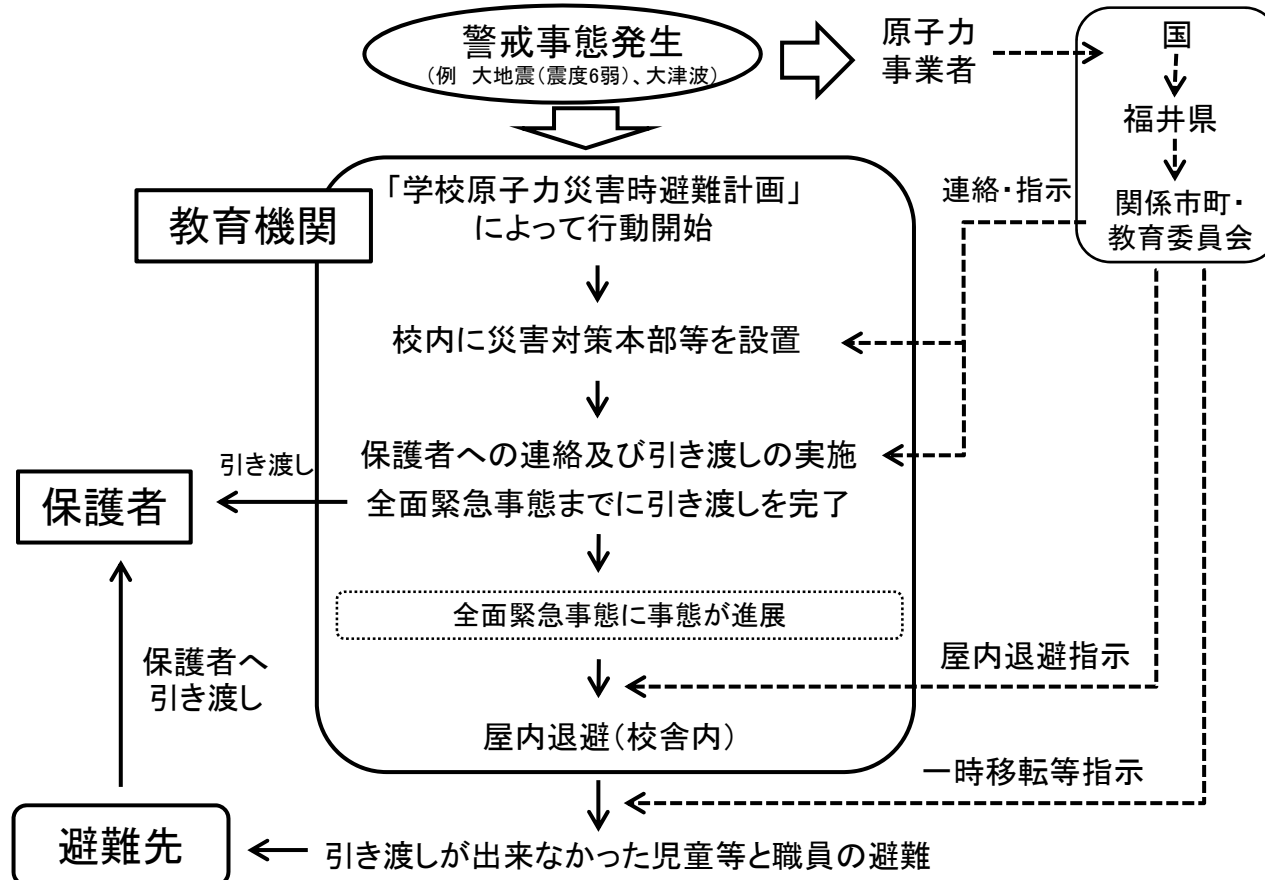 警戒事態発生
（例　大地震（震度6弱）、大津波）
原子力
事業者
国
福井県
関係市町・
教育委員会
連絡・指示
教育機関
「学校原子力災害時避難計画」
によって行動開始
校内に災害対策本部等を設置
保護者への連絡及び引き渡しの実施
全面緊急事態までに引き渡しを完了
引き渡し
保護者
全面緊急事態に事態が進展
屋内退避指示
保護者へ
引き渡し
屋内退避（校舎内）
一時移転等指示
避難先
引き渡しが出来なかった児童等と職員の避難